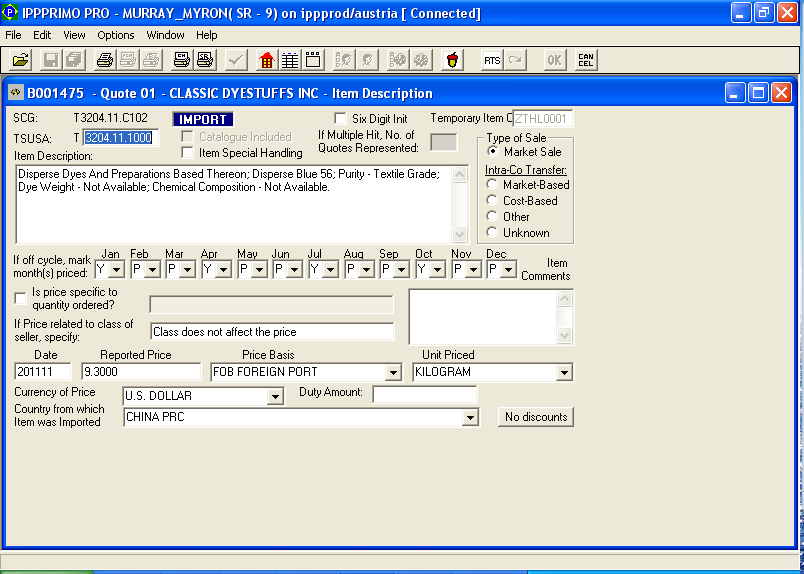 IPPPRIMO PRO - MURRAY_MYRON( SR - 9) on ippprod/austria [ Connected]
File Edit View Options Window Help
RTS OK CAN CEL
B001475 - Quote 01 - CLASSIC DYESTUFFS INC - Item Description
SCG: T3204.11.C102 IMPORT Six Digit Init Temporary Item C ZTHL0001
TSUSA: T 3204.11.1000 Catalogue Included If Multiple Hit, No. of Quotes Represented:
Item Special Handling
Type of Sale
Market Sale
Intra-Co Transfer:
Market-Based
Cost-Based
Other
Unknown
Item Description:
Disperse Dyes And Preparations Based Thereon; Disperse Blue 56; Purity - Textile Grade;
Dye Weight - Not Available; Chemical Composition - Not Available.
Jan Feb Mar Apr May Jun Jul Aug Sep Oct Nov Dec
If off cycle, mark month(s) priced: Y P P Y P P Y P P Y P P
Item Comments
Is price specific to quantity ordered?
If Price related to class of seller, specify: Class does not affect the price
Date Reported Price Price Basis Unit Priced
201111 9.3000 FOB FOREIGN PORT KILOGRAM
Currency of Price U.S. DOLLAR Duty Amount:
Country from which Item was Imported CHINA PRC No discounts